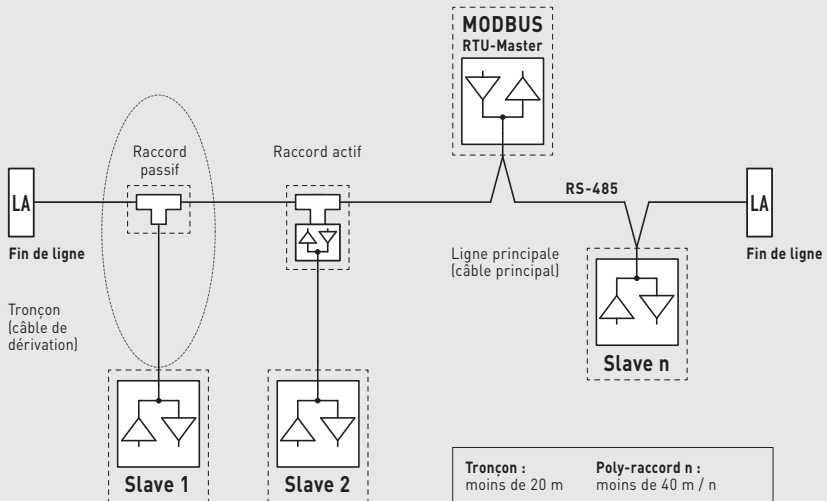 MODBUS
RTU-Master
Raccord
passif
Raccord actif
RS-485
LA
LA
Fin de ligne
Ligne principale
(câble principal)
Fin de ligne
Tronçon
(câble de
dérivation)
Slave n
Slave 1
Slave 2
Tronçon :
moins de 20 m
Poly-raccord n :
moins de 40 m / n